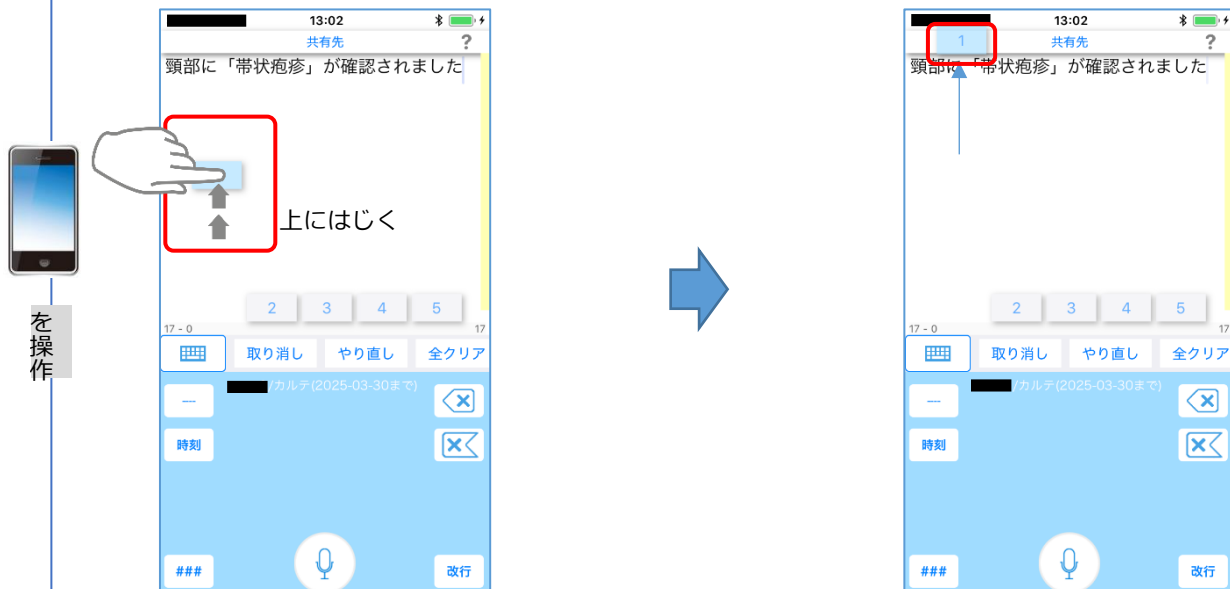 を操作
13:02
共有先
?
頸部に「帯状疱疹」が確認されました
上にはじく
2 3 4 5
17 - 0
17
取り消し やり直し 全クリア
/カルテ(2025-03-30まで)
時刻
###
改行
13:02
1
共有先
?
頸部に「帯状疱疹」が確認されました
2 3 4 5
17 - 0
17
取り消し やり直し 全クリア
/カルテ(2025-03-30まで)
時刻
###
改行